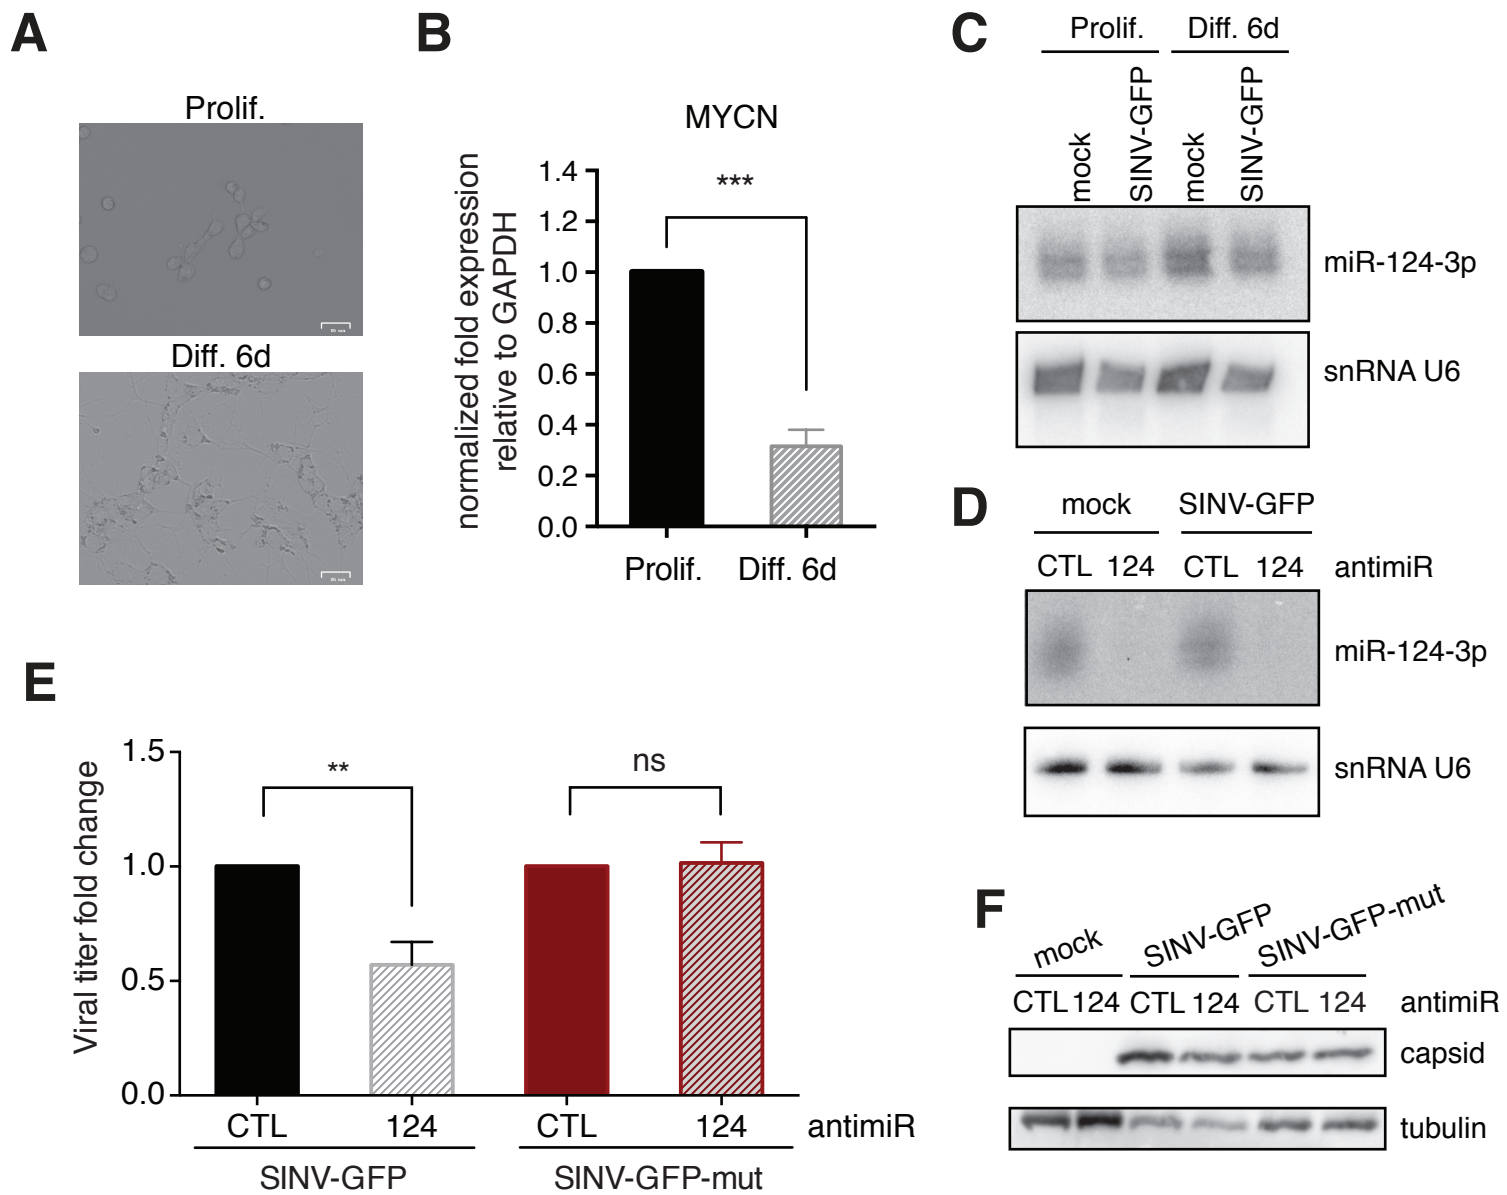 A
Prolif.
Diff. 6d
B
MYCN
normalized fold expression
relative to GAPDH
1.4
1.2
1.0
0.8
0.6
0.4
0.2
0.0
***
Prolif. Diff. 6d
C
Prolif. Diff. 6d
mock SINV-GFP mock SINV-GFP
miR-124-3p
snRNA U6
D
mock SINV-GFP
CTL 124 CTL 124 antimiR
miR-124-3p
snRNA U6
E
Viral titer fold change
1.5
1.0
0.5
0.0
** ns
CTL 124 CTL 124 antimiR
SINV-GFP SINV-GFP-mut
F
mock SINV-GFP SINV-GFP-mut
CTL 124 CTL 124 CTL 124 antimiR
capsid
tubulin